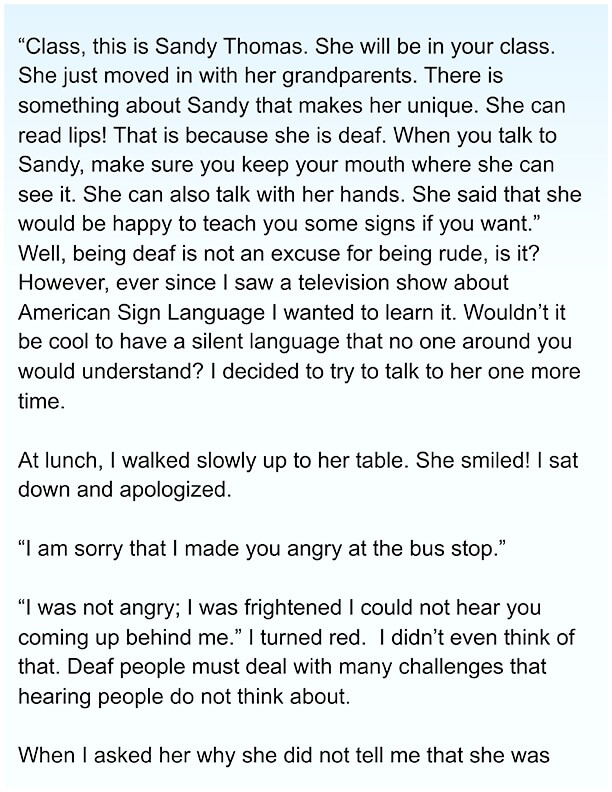 “Class, this is Sandy Thomas. She will be in your class.
She just moved in with her grandparents. There is
something about Sandy that makes her unique. She can
read lips! That is because she is deaf. When you talk to
Sandy, make sure you keep your mouth where she can
see it. She can also talk with her hands. She said that she
would be happy to teach you some signs if you want.”
Well, being deaf is not an excuse for being rude, is it?
However, ever since I saw a television show about
American Sign Language I wanted to learn it. Wouldn’t it
be cool to have a silent language that no one around you
would understand? I decided to try to talk to her one more
time.
At lunch, I walked slowly up to her table. She smiled! I sat
down and apologized.
“I am sorry that I made you angry at the bus stop.”
“I was not angry; I was frightened I could not hear you
coming up behind me.” I turned red.  I didn’t even think of
that. Deaf people must deal with many challenges that
hearing people do not think about.
When I asked her why she did not tell me that she was